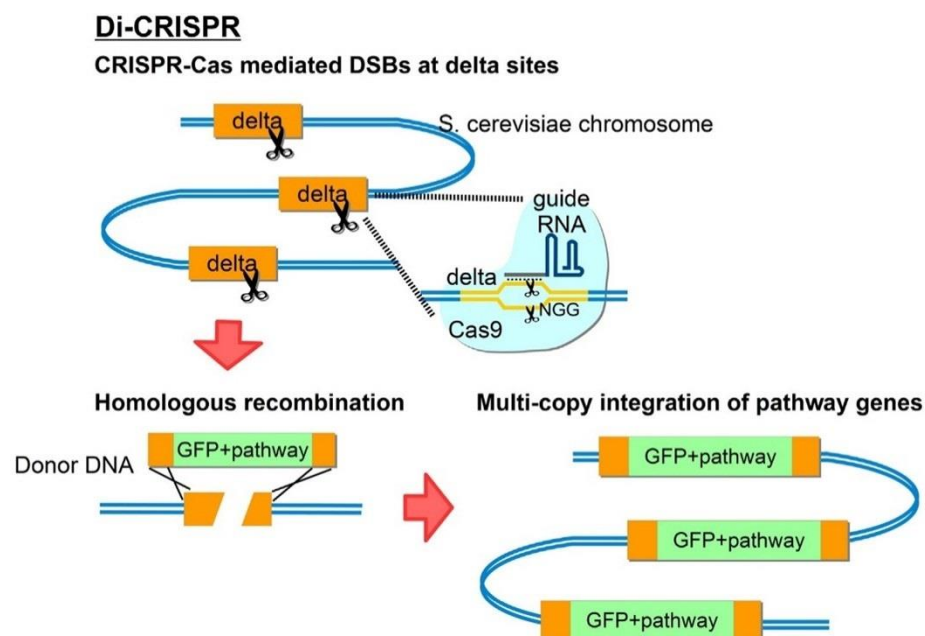 Di-CRISPR
CRISPR-Cas mediated DSBs at delta sites
delta
S. cerevisiae chromosome
delta
guide
RNA
delta
delta
NGG
Cas9
Homologous recombination
GFP+pathway
Donor DNA
Multi-copy integration of pathway genes
GFP+pathway
GFP+pathway
GFP+pathway